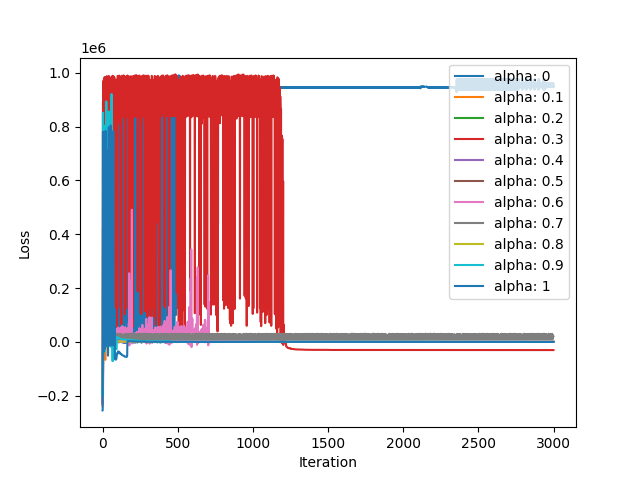 1e6
1.0
0.8
0.6
0.4
0.2
0.0
−0.2
Loss
0
500
1000
1500
2000
2500
3000
Iteration
alpha: 0
alpha: 0.1
alpha: 0.2
alpha: 0.3
alpha: 0.4
alpha: 0.5
alpha: 0.6
alpha: 0.7
alpha: 0.8
alpha: 0.9
alpha: 1